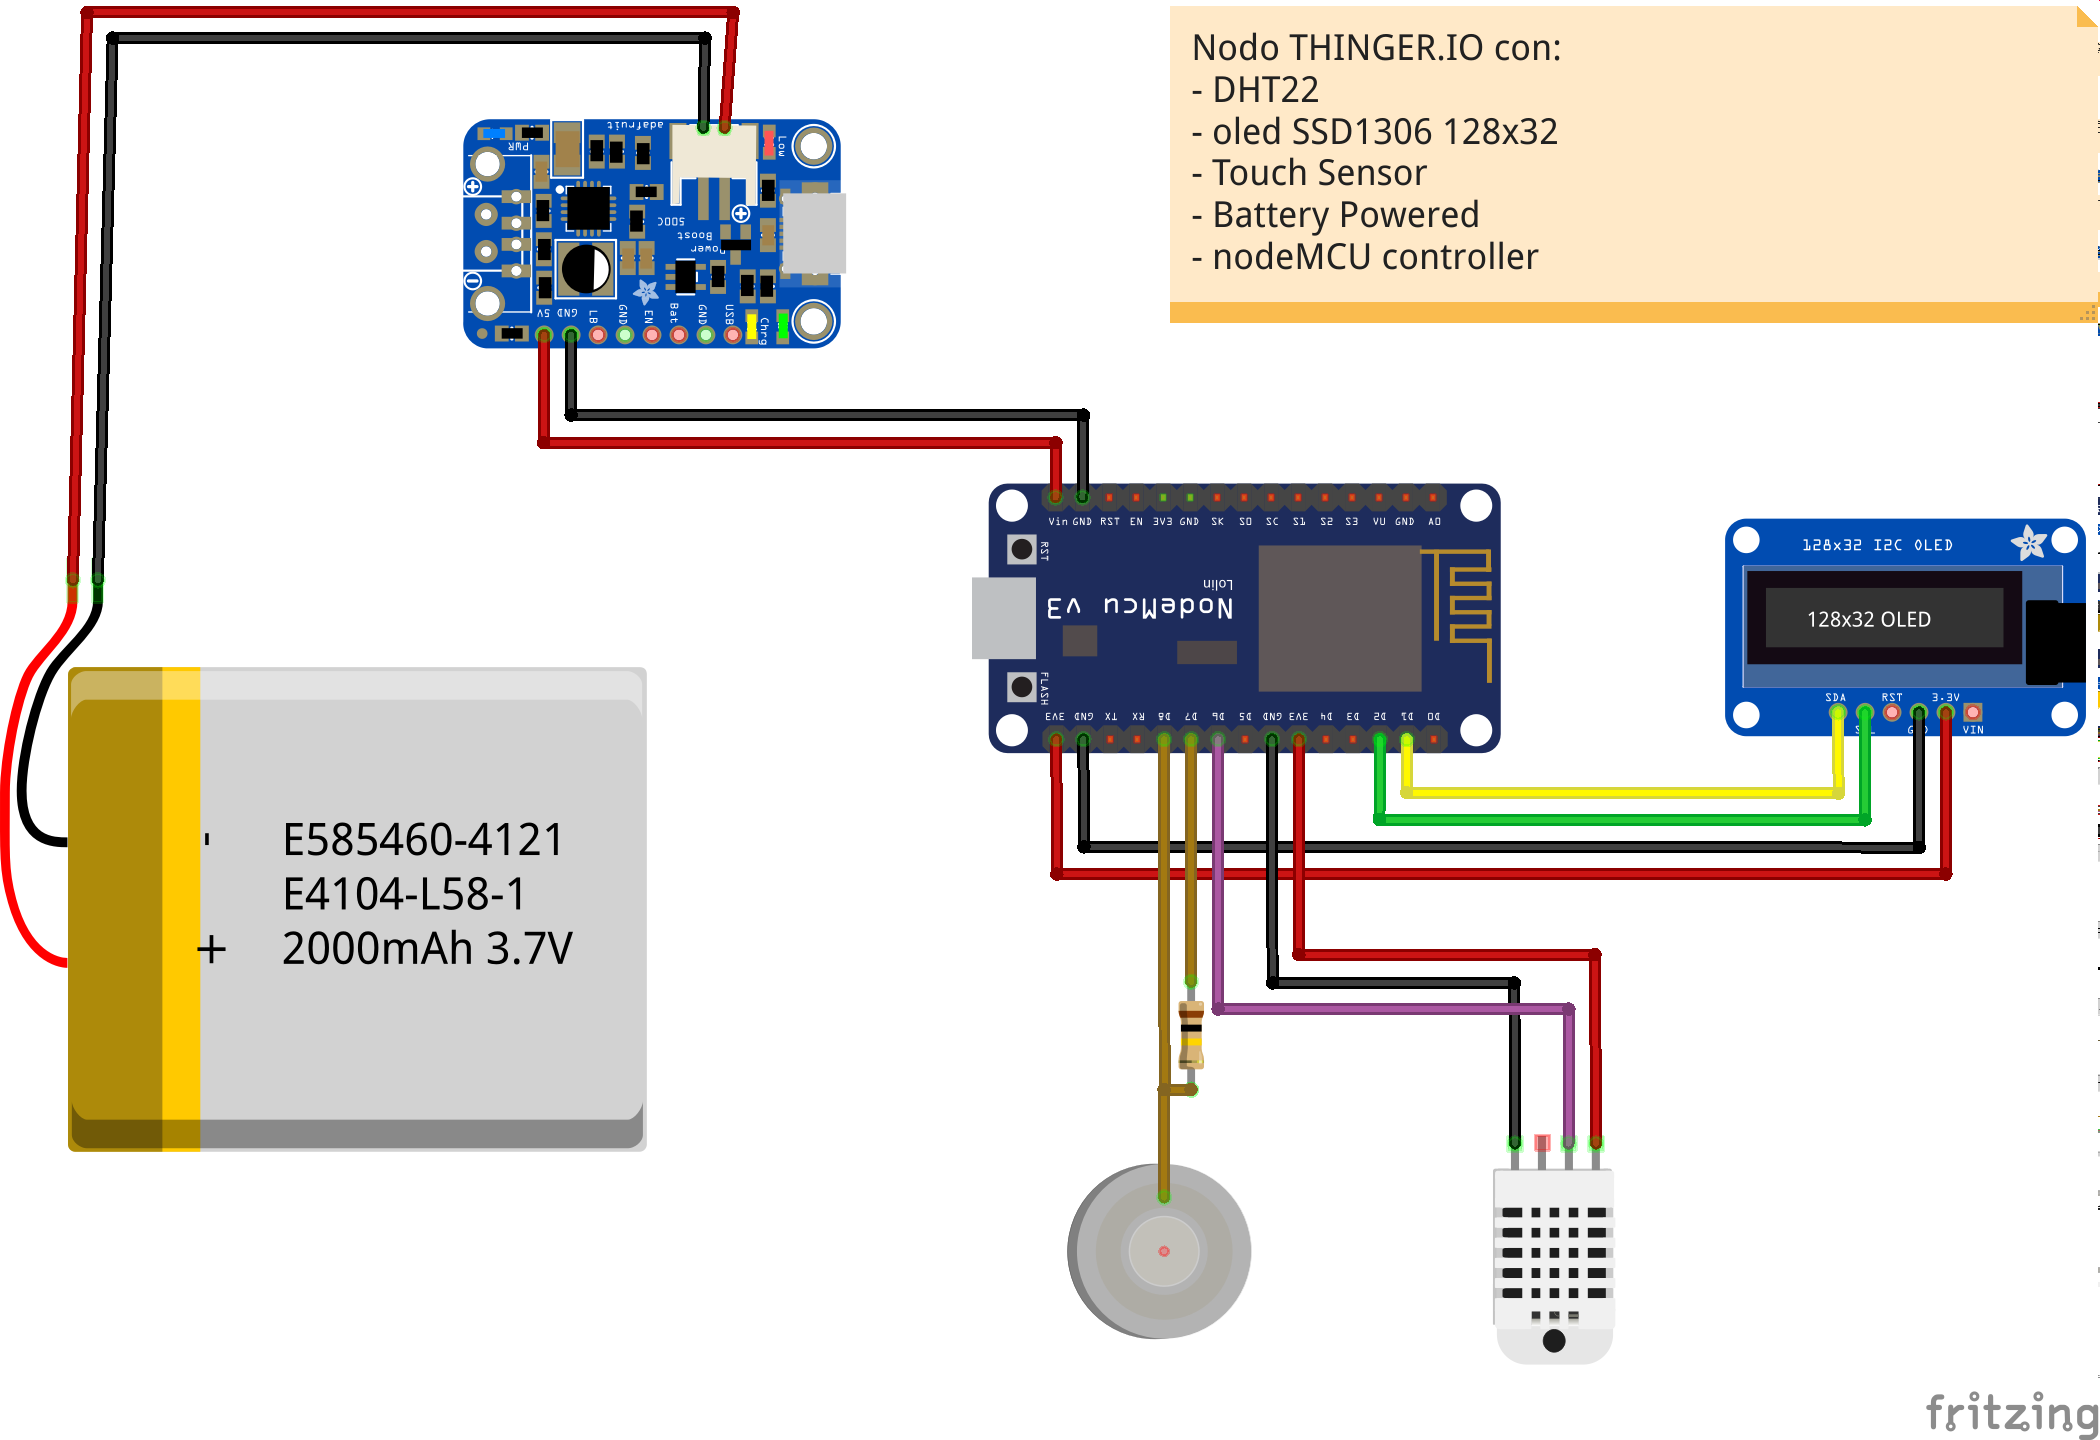 Nodo THINGER.IO con:
- DHT22
- oled SSD1306 128x32
- Touch Sensor
- Battery Powered
- nodeMCU controller
adafruit
PWR
Low
500C
Boost
Power
5V GND LB GND EN Bat GND USB Chrg
Vin GND RST EN 3V3 GND SK SO SC S1 S2 S3 VU GND AO
RST
Lolin
NodeMcu v3
FLASH
3V3 GND TX RX D8 D7 D6 D5 GND 3V3 D4 D3 D2 D1 D0
128x32 I2C OLED
128x32 OLED
SDA RST 3.3V
VIN
- E585460-4121
E4104-L58-1
+ 2000mAh 3.7V
fritzing